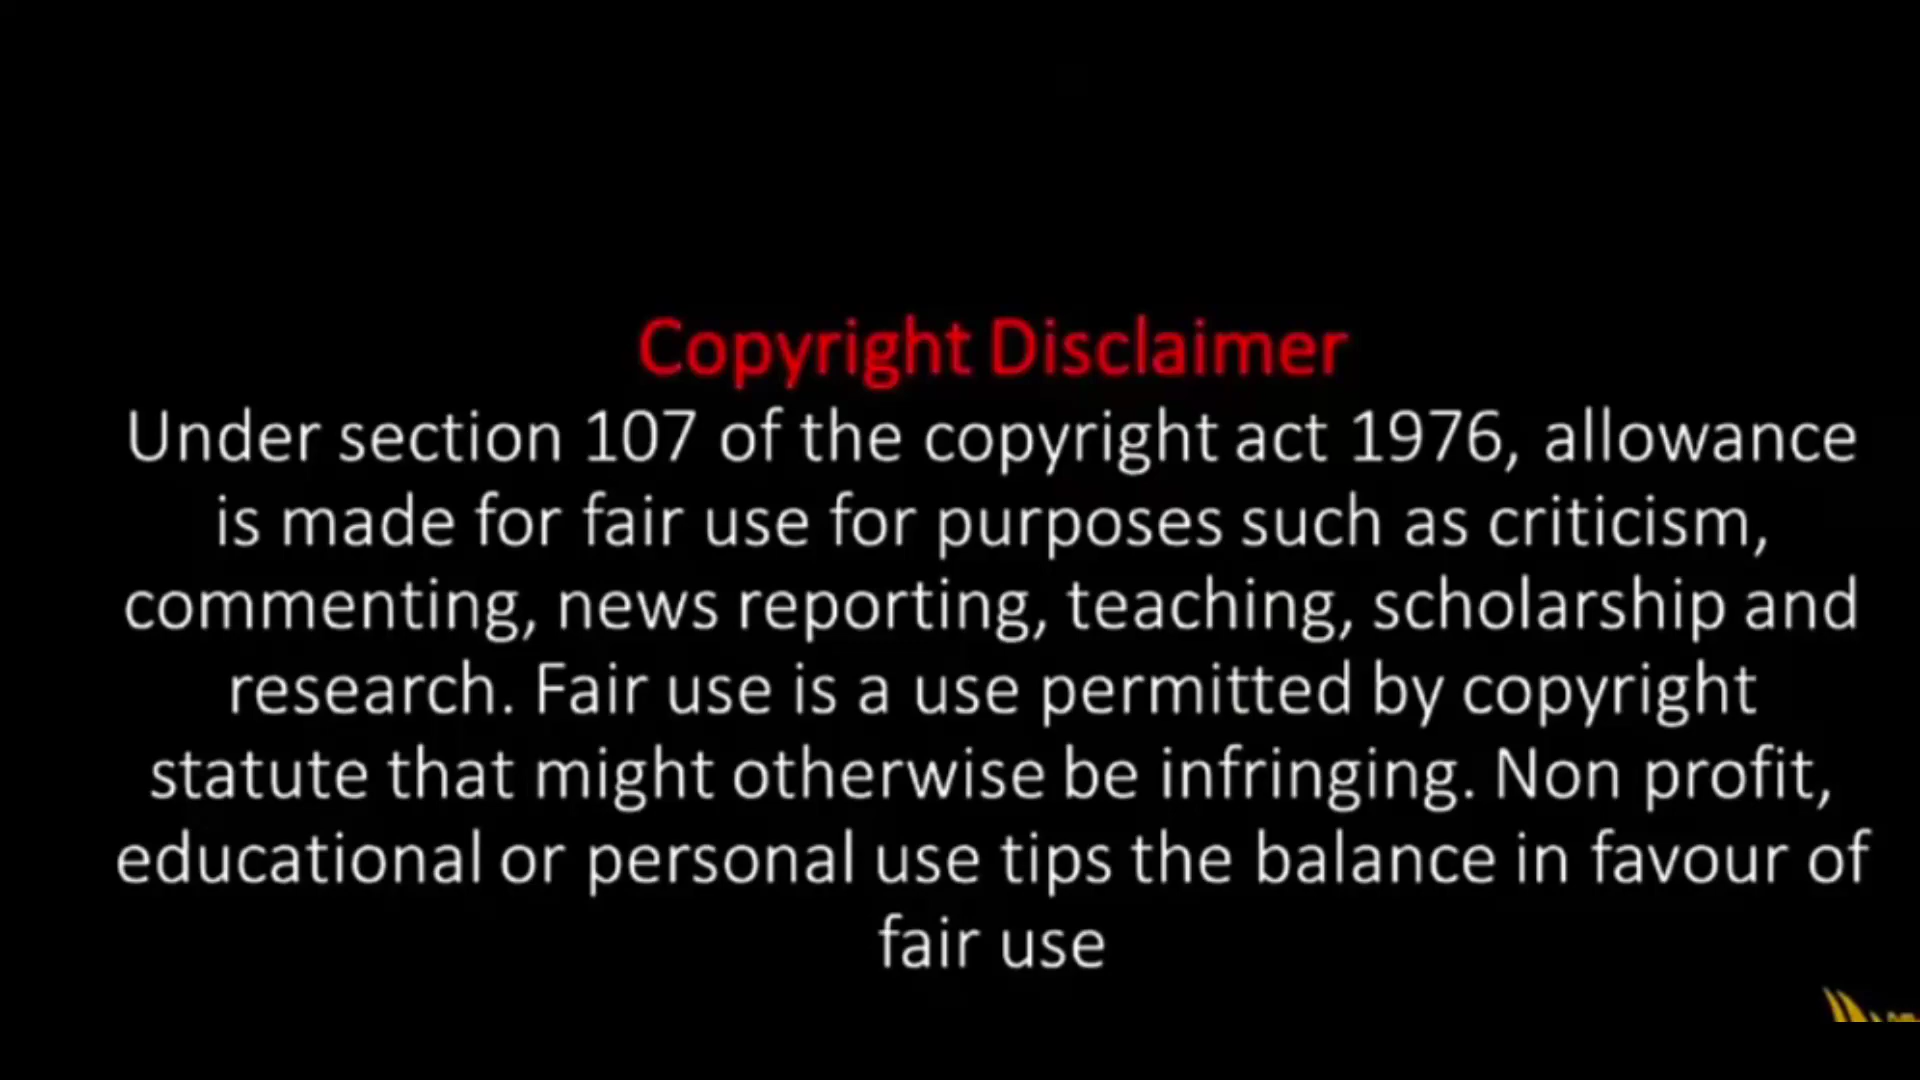 Copyright Disclaimer
Under section 107 of the copyright act 1976, allowance
is made for fair use for purposes such as criticism,
commenting, news reporting, teaching, scholarship and
research. Fair use is a use permitted by copyright
statute that might otherwise be infringing. Non profit,
educational or personal use tips the balance in favour of
fair use